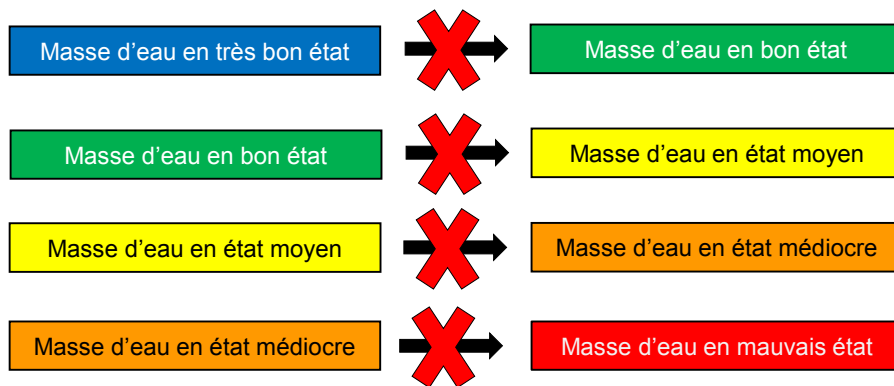 Masse d’eau en très bon état
Masse d’eau en bon état
Masse d’eau en bon état
Masse d’eau en état moyen
Masse d’eau en état moyen
Masse d’eau en état médiocre
Masse d’eau en état médiocre
Masse d’eau en mauvais état